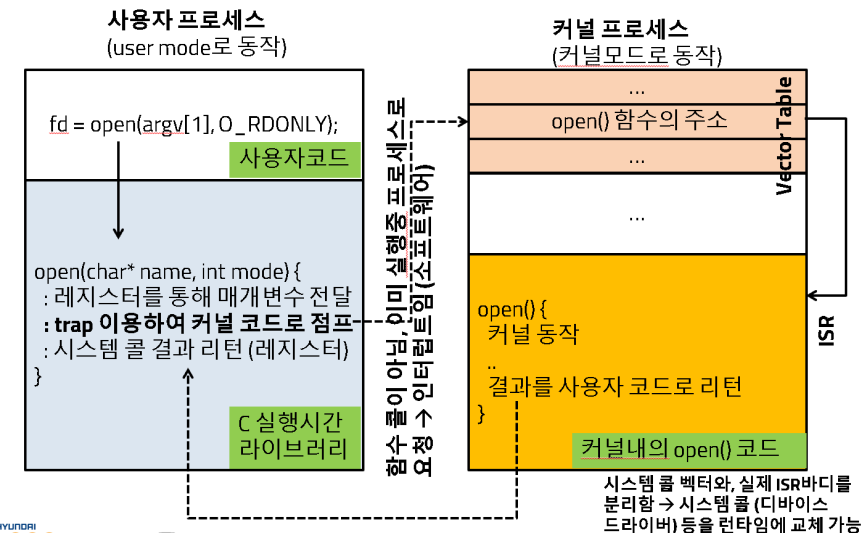 사용자 프로세스
(user mode로 동작)
fd = open(argv[1], O_RDONLY);
사용자코드
open(char* name, int mode) {
: 레지스터를 통해 매개변수 전달
: trap 이용하여 커널 코드로 점프
: 시스템 콜 결과 리턴 (레지스터)
}
C 실행시간
라이브러리
함수 콜이 아닌, 이미 실행중 프로세스로
요청 → 인터럽트임 (소프트웨어)
커널 프로세스
(커널모드로 동작)
...
open() 함수의 주소
...
Vector Table
...
ISR
open() {
커널 동작
..
결과를 사용자 코드로 리턴
}
커널내의 open() 코드
시스템 콜 벡터와, 실제 ISR바디를
분리함 → 시스템 콜 (디바이스
드라이버) 등을 런타임에 교체 가능
HYUNDAI